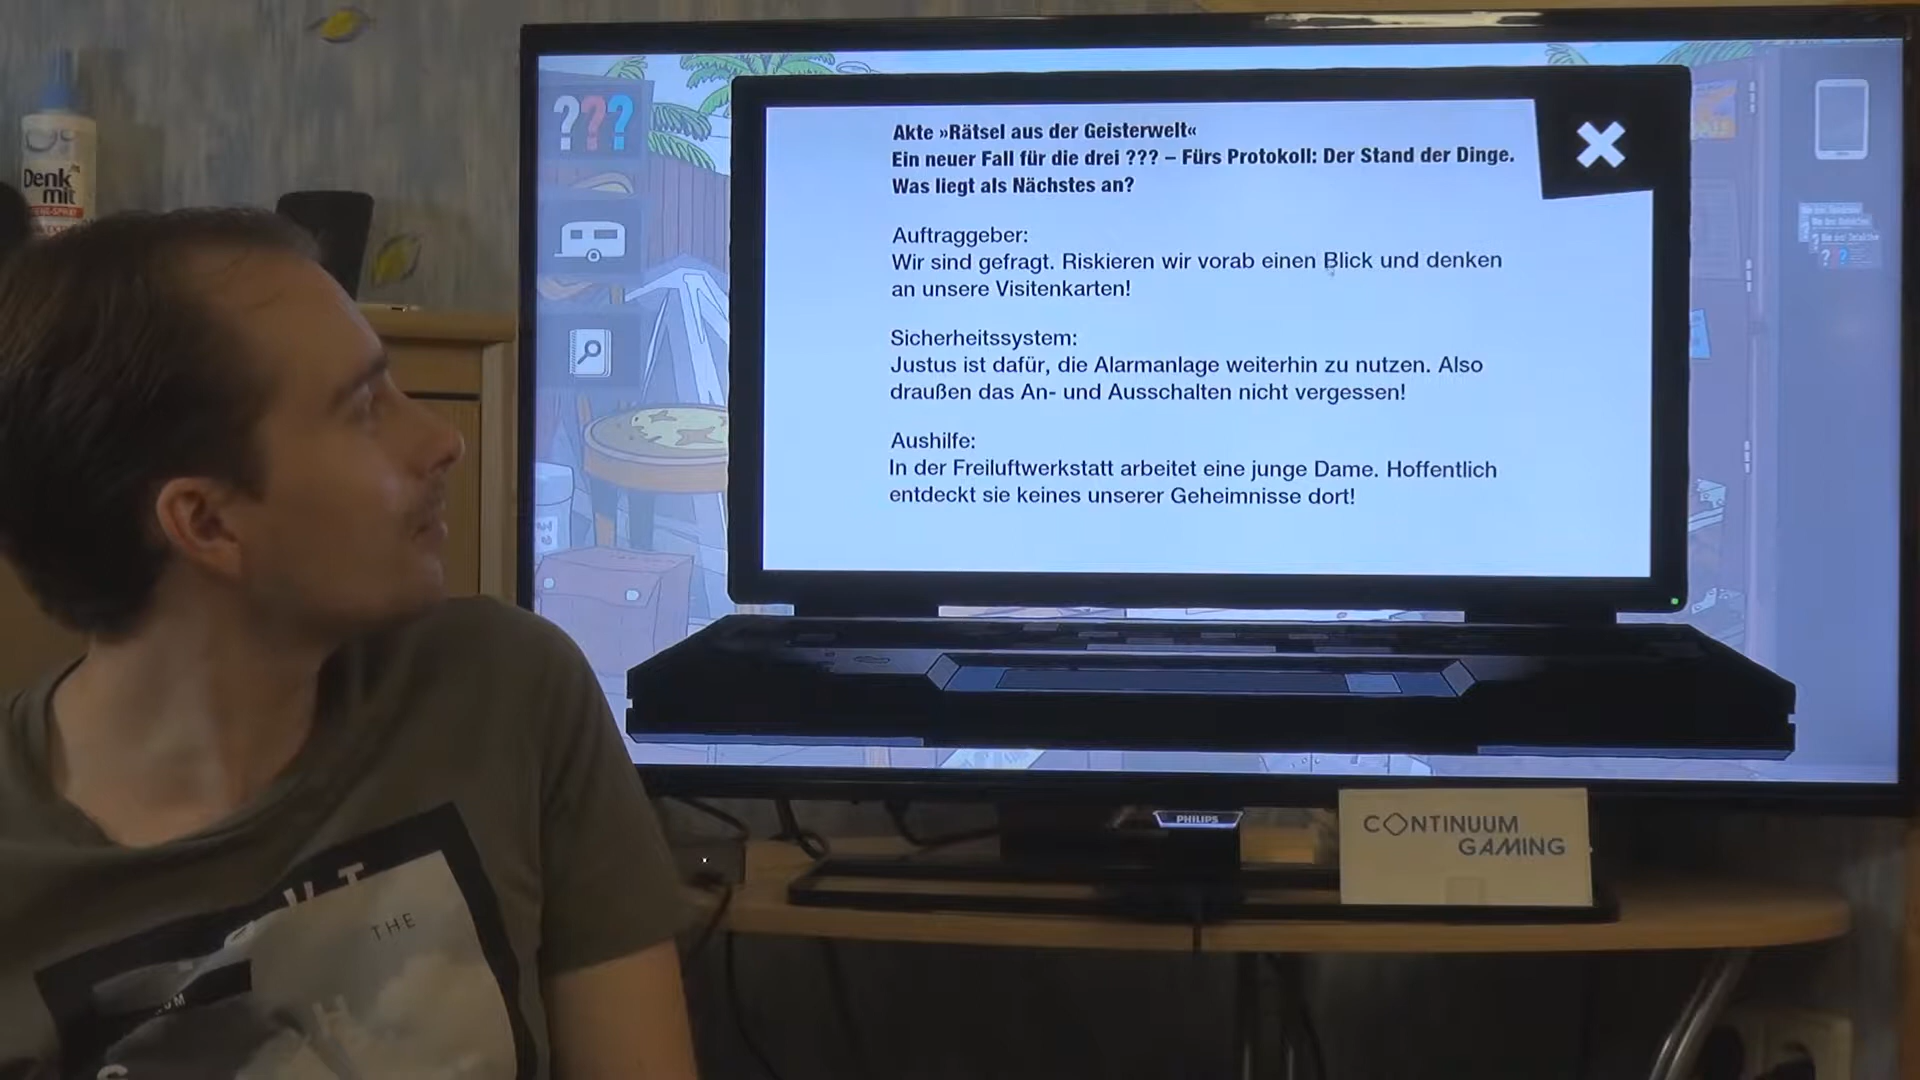 Denk
mit
???
Akte »Rätsel aus der Geisterwelt«
Ein neuer Fall für die drei ??? – Fürs Protokoll: Der Stand der Dinge.
Was liegt als Nächstes an?
Auftraggeber:
Wir sind gefragt. Riskieren wir vorab einen Blick und denken
an unsere Visitenkarten!
Sicherheitssystem:
Justus ist dafür, die Alarmanlage weiterhin zu nutzen. Also
draußen das An- und Ausschalten nicht vergessen!
Aushilfe:
In der Freiluftwerkstatt arbeitet eine junge Dame. Hoffentlich
entdeckt sie keines unserer Geheimnisse dort!
PHILIPS
CONTINUUM
GAMING
THE